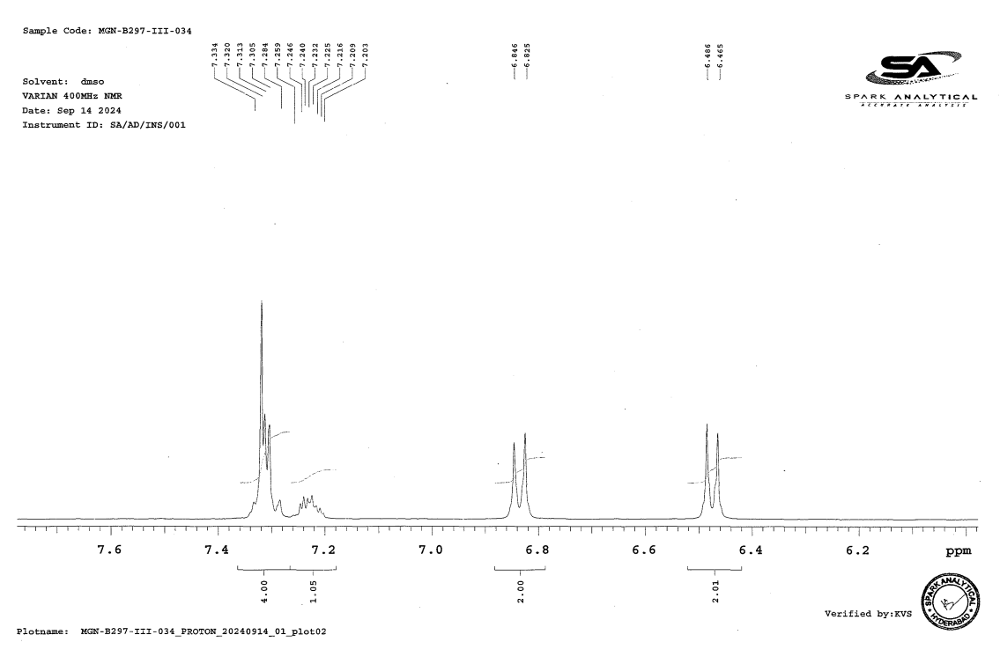 Sample Code: MGN-B297-III-034
7.334
7.320
7.313
7.305
7.284
7.259
7.246
7.240
7.232
7.225
7.216
7.209
7.203
6.846
6.825
6.486
6.465
Solvent: dmso
VARIAN 400MHz NMR
Date: Sep 14 2024
Instrument ID: SA/AD/INS/001
SA
SPARK ANALYTICAL
ACCURATE ANALYSIS
7.6 7.4 7.2 7.0 6.8 6.6 6.4 6.2 ppm
4.00
1.05
2.00
2.01
SPARK ANALYTICAL
HYDERABAD
Verified by:KVS
Plotname: MGN-B297-III-034_PROTON_20240914_01_plot02